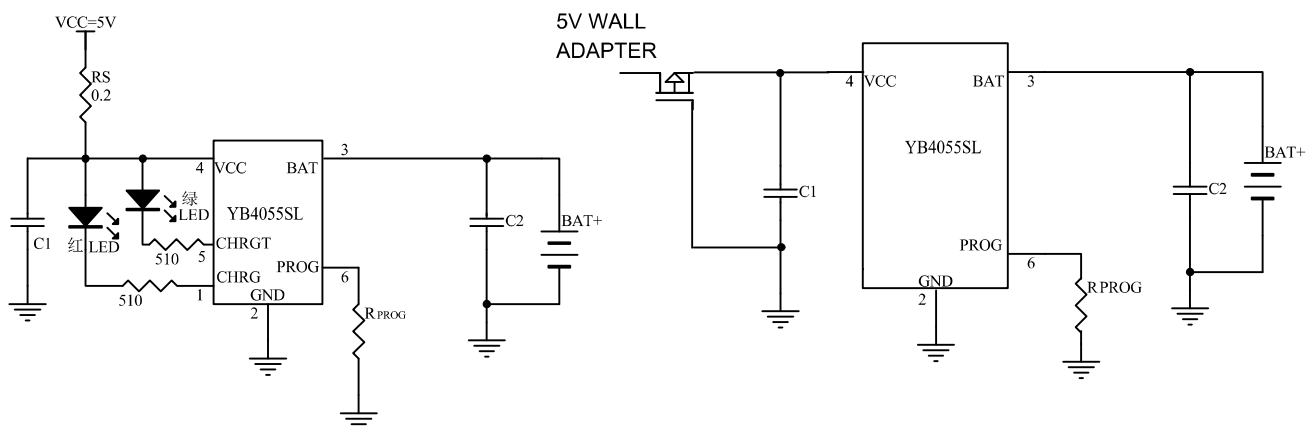 VCC=5V
RS
0.2
4
VCC
BAT
3
绿
LED
YB4055SL
C1
红 LED
510
5
CHRGT
CHRG
510
1
PROG
6
GND
2
RPROG
C2
BAT+
5V WALL
ADAPTER
4
VCC
BAT
3
YB4055SL
C1
PROG
6
GND
2
RPROG
C2
BAT+